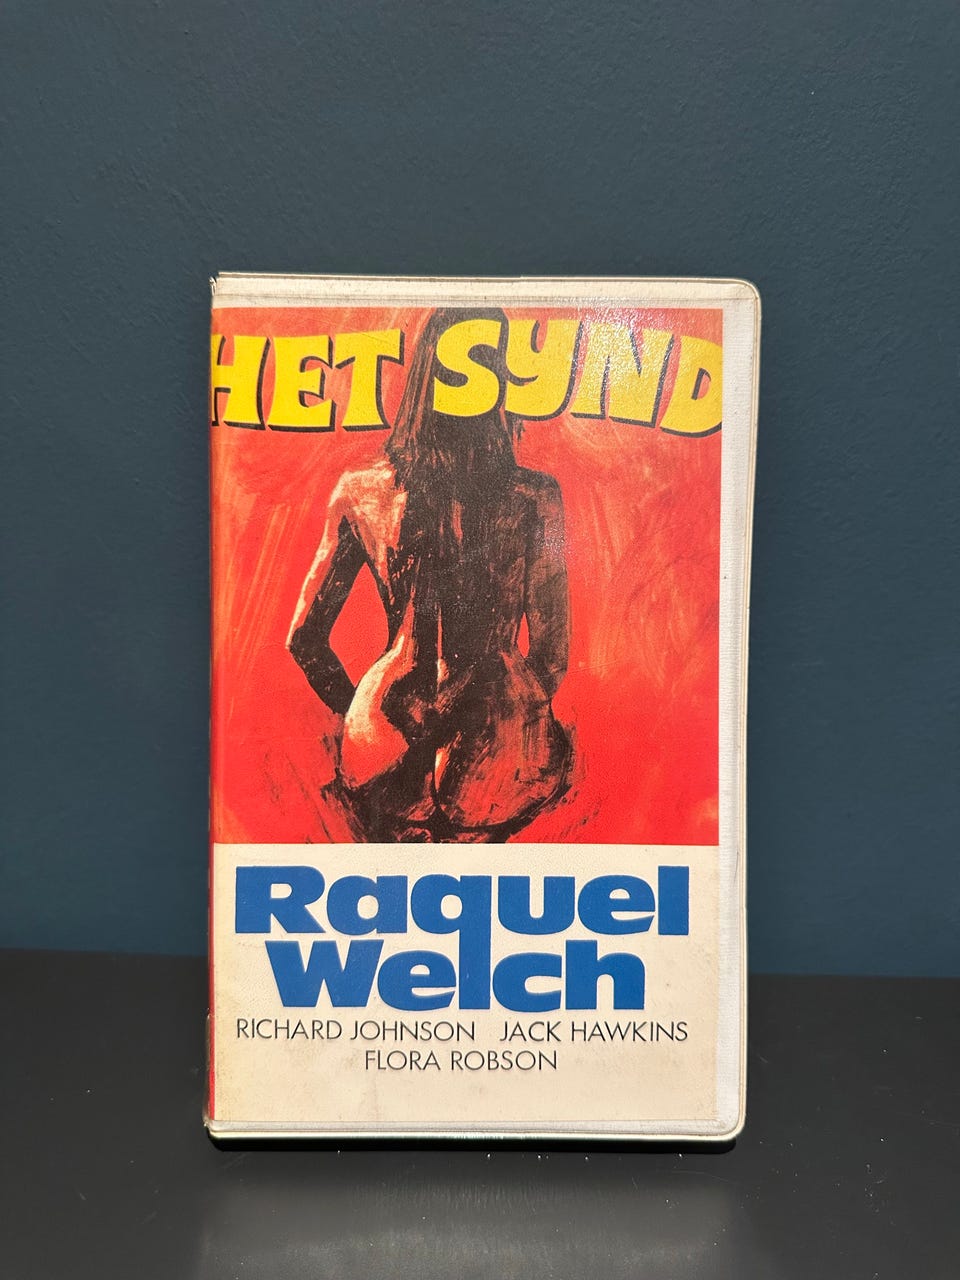 HET SYND
Raquel
Welch
RICHARD JOHNSON JACK HAWKINS
FLORA ROBSON